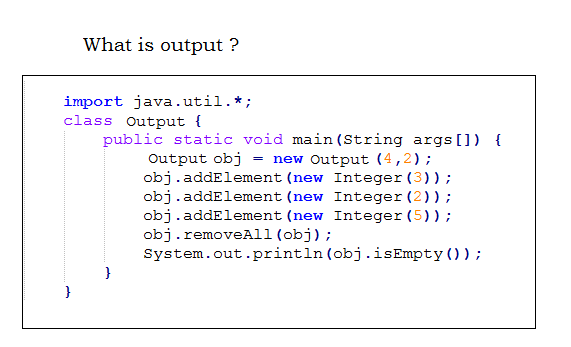 What is output ?
import java.util.*;
class Output {
public static void main(String args[]) {
Output obj = new Output (4,2);
obj.addElement(new Integer(3));
obj.addElement(new Integer(2));
obj.addElement(new Integer(5));
obj.removeAll(obj);
System.out.println(obj.isEmpty());
}
}